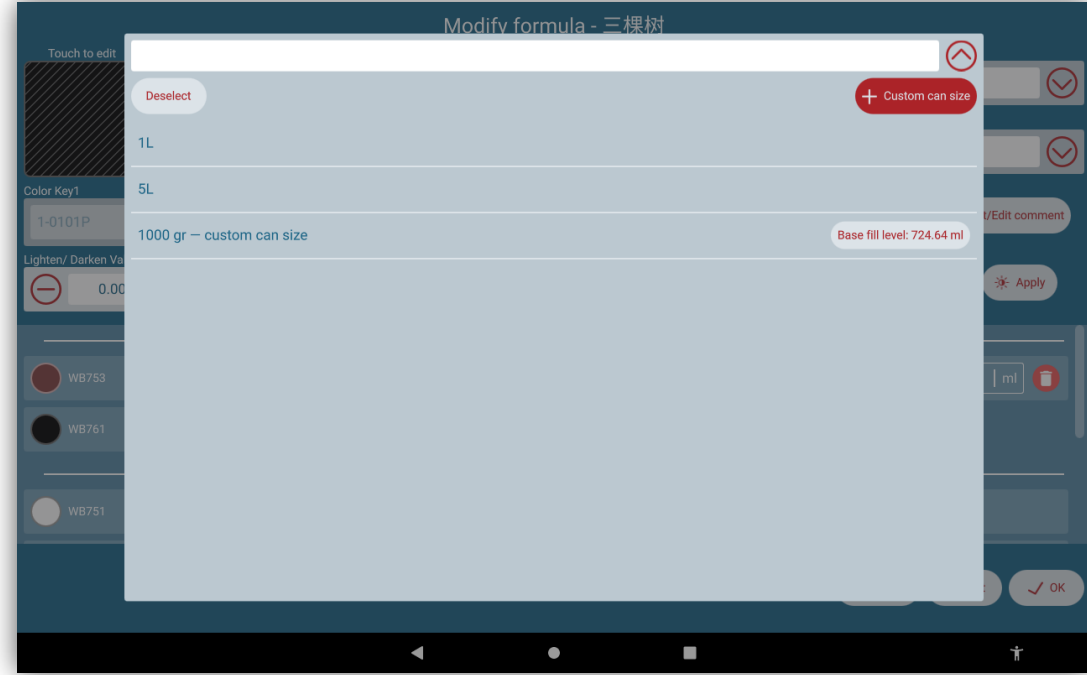 Modify formula - 三棵树
Touch to edit
Deselect
+ Custom can size
1L
5L
Color Key1
1-0101P
1000 gr — custom can size
Base fill level: 724.64 ml
t/Edit comment
Lighten/ Darken Va
0.00
Apply
WB753
ml
WB761
WB751
OK